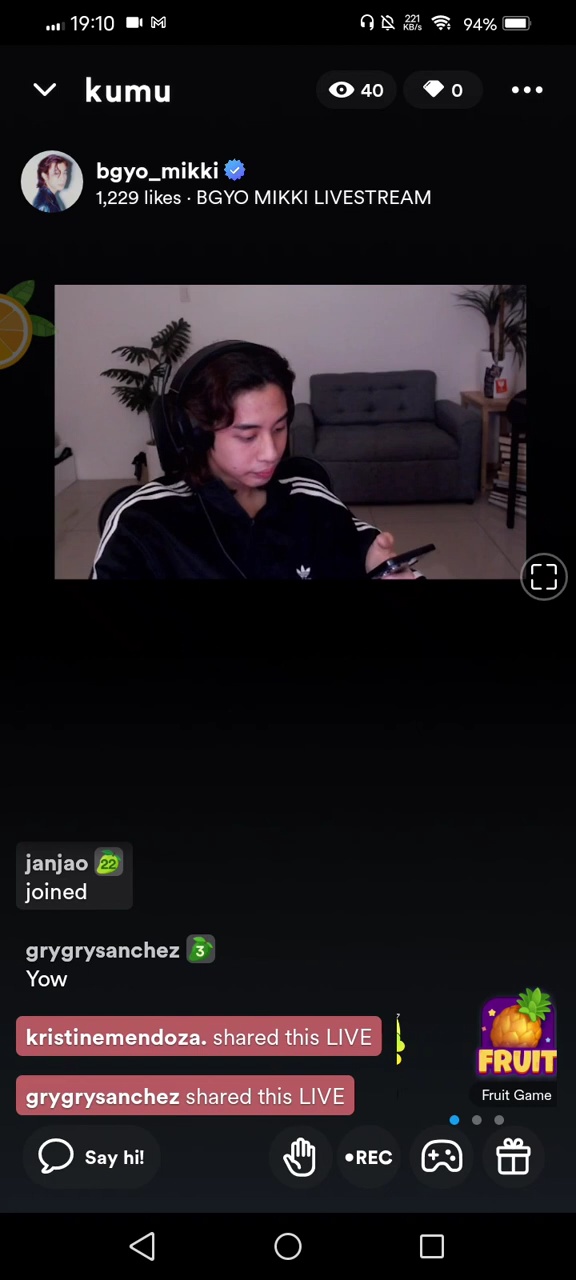 19:10
221
KB/s
94%
kumu
40
0
bgyo_mikki
1,229 likes · BGYO MIKKI LIVESTREAM
janjao 22
joined
grygrysanchez 3
Yow
kristinemendoza. shared this LIVE
grygrysanchez shared this LIVE
FRUIT
Fruit Game
Say hi!
•REC